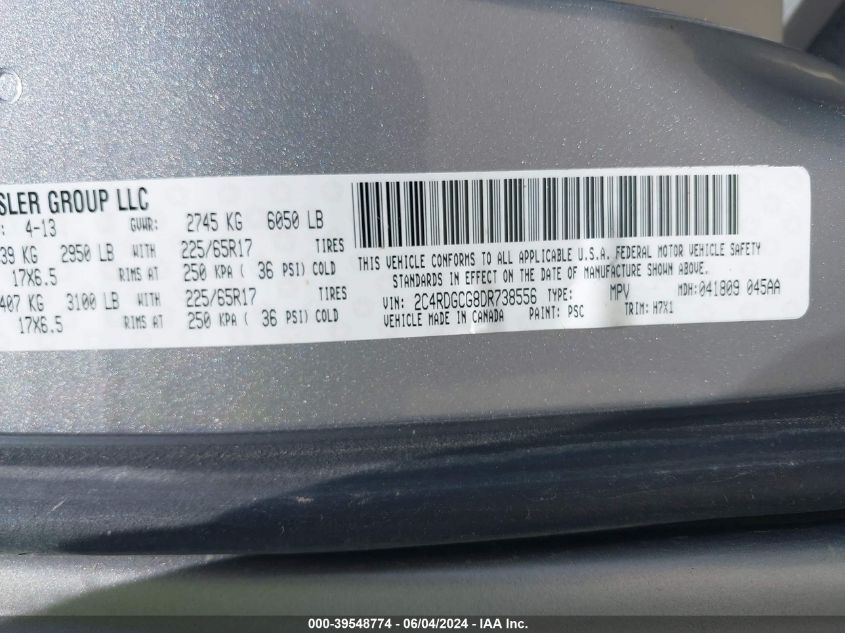 SLER GROUP LLC
4-13 GVWR: 2745 KG 6050 LB
39 KG 2950 LB WITH 225/65R17 TIRES
17X6.5 RIMS AT 250 KPA ( 36 PSI) COLD
407 KG 3100 LB WITH 225/65R17 TIRES
17X6.5 RIMS AT 250 KPA ( 36 PSI) COLD
THIS VEHICLE CONFORMS TO ALL APPLICABLE U.S.A. FEDERAL MOTOR VEHICLE SAFETY
STANDARDS IN EFFECT ON THE DATE OF MANUFACTURE SHOWN ABOVE.
VIN: 2C4RDGCG8DR738556 TYPE: MPV MDH: 041809 045AA
VEHICLE MADE IN CANADA PAINT: PSC TRIM: H7X1
000-39548774 - 06/04/2024 - IAA Inc.